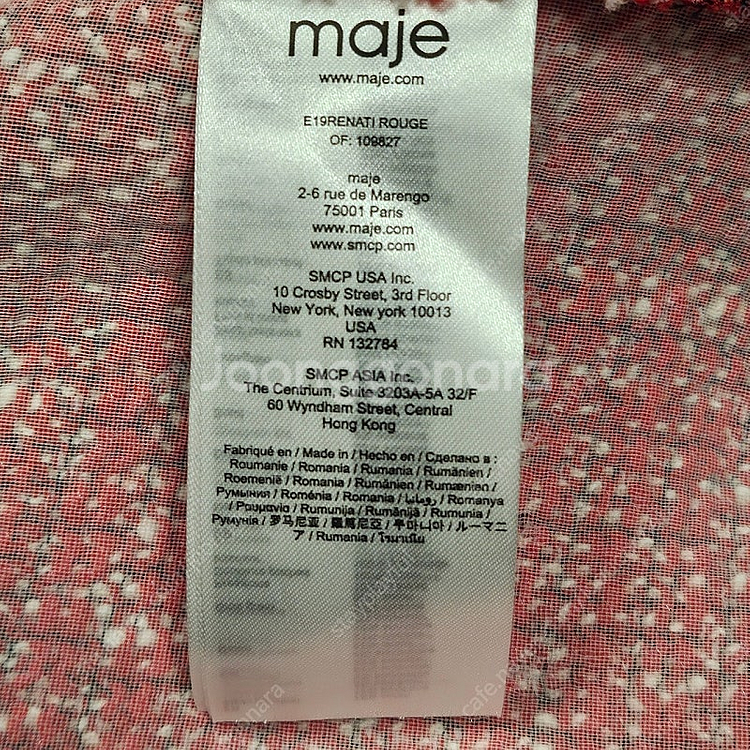 maje
www.maje.com
E19RENATI ROUGE
OF: 109827
maje
2-6 rue de Marengo
75001 Paris
www.maje.com
www.smcp.com
SMCP USA Inc.
10 Crosby Street, 3rd Floor
New York, New york 10013
USA
RN 132784
SMCP ASIA Inc.
The Centrium, Suite 3203A-5A 32/F
60 Wyndham Street, Central
Hong Kong
Fabriqué en / Made in / Hecho en / Сделано в :
Roumanie / Romania / Rumania / Rumänien /
Roemenië / Romania / Rumænien / Rumænien /
Румыния / Roménia / Romania / رومانيا / Romanya
/ Ρουμανία / Rumunija / Rumānijā / Rumunia /
Румунія / 罗马尼亚 / 羅馬尼亞 / 루마니아 / ルーマニ
ア / Rumania / โรมาเนีย
Joongonara